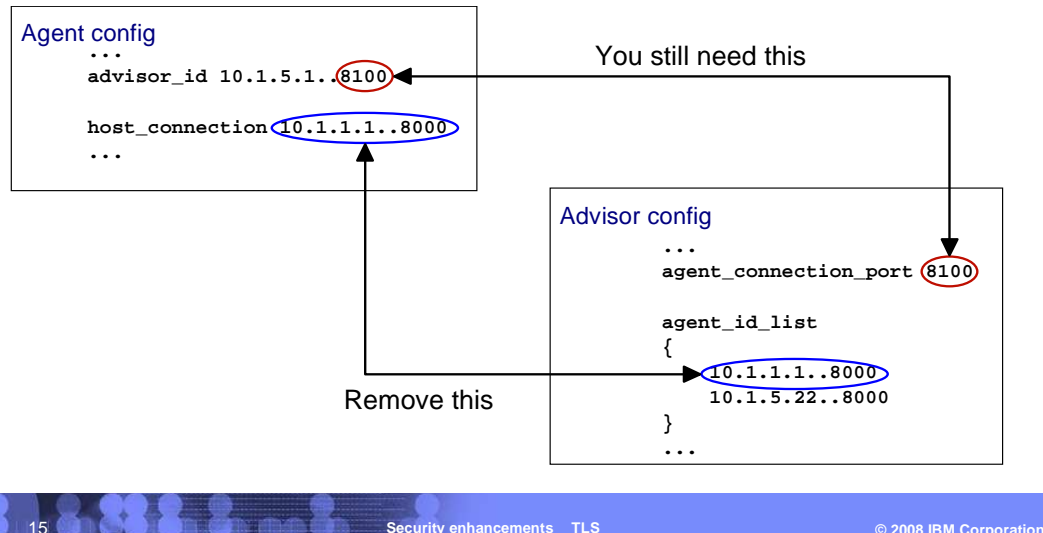 Agent config
...
advisor_id 10.1.5.1..8100
host_connection 10.1.1.1..8000
...
You still need this
Advisor config
...
agent_connection_port 8100
agent_id_list
{
10.1.1.1..8000
10.1.5.22..8000
}
...
Remove this
15
Security enhancements TLS
© 2008 IBM Corporation